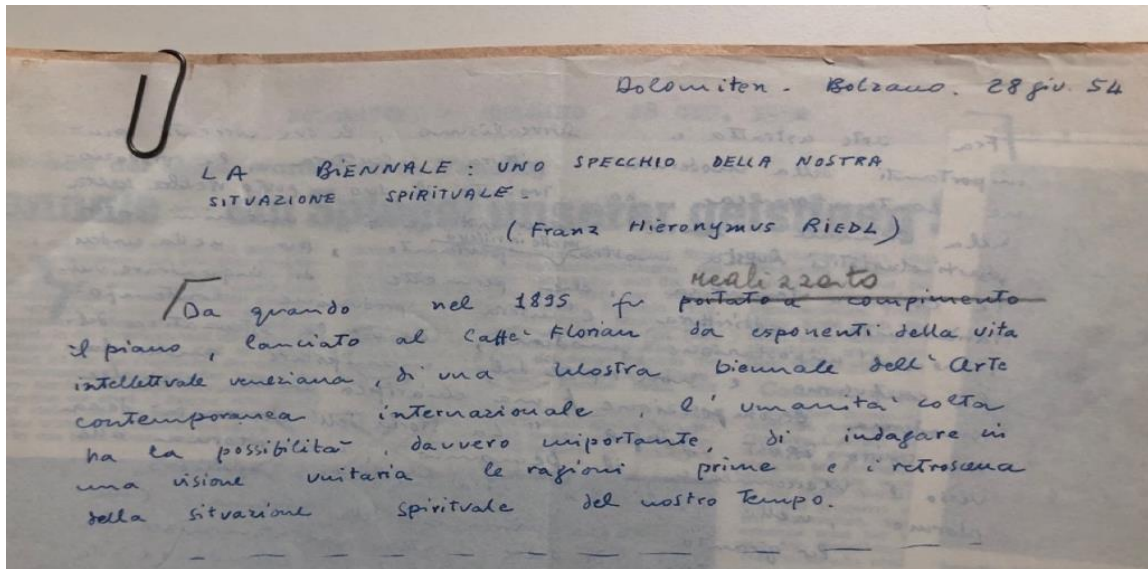 Dolomiten - Bolzano. 28 giu. 54
LA BIENNALE: UNO SPECCHIO DELLA NOSTRA
SITUAZIONE SPIRITUALE -
(Franz Hieronymus RIEDL)
realizzato
Da quando nel 1895 fu portato a compimento
il piano, lanciato al Caffè Florian da esponenti della vita
intellettuale veneziana, di una Mostra biennale dell'Arte
contemporanea internazionale, l'umanità colta
ha la possibilità, davvero importante, di indagare in
una visione unitaria le ragioni prime e i retroscena
della situazione spirituale del nostro tempo.